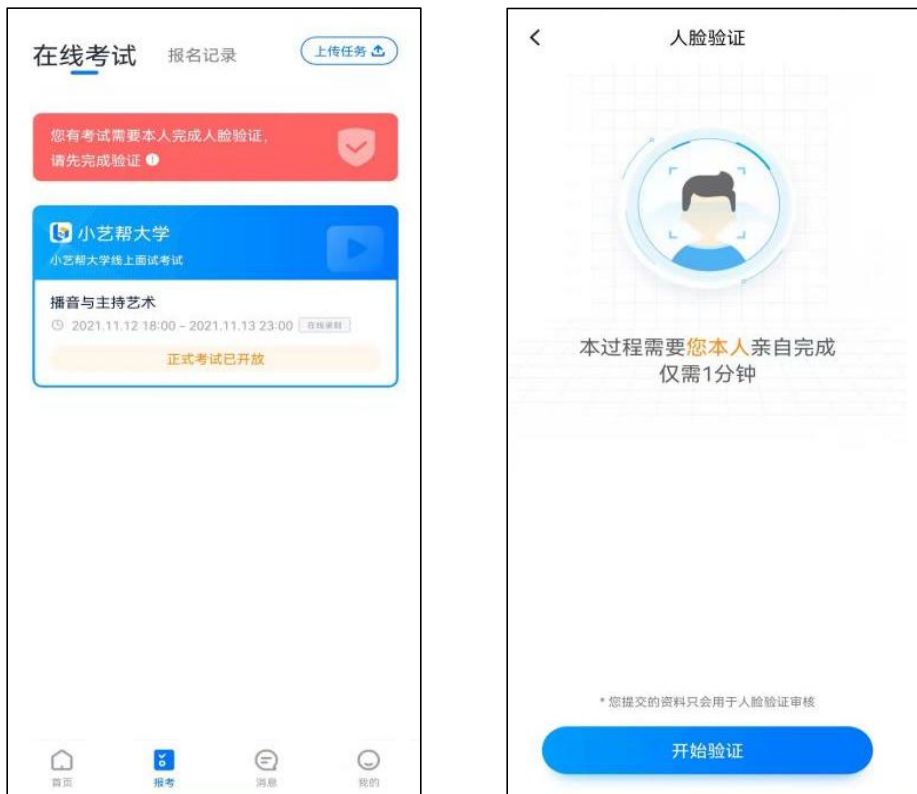 在线考试
报名记录
上传任务
您有考试需要本人完成人脸验证,
请先完成验证
小艺帮大学
小艺帮大学线上面试考试
播音与主持艺术
2021.11.12 18:00 - 2021.11.13 23:00 在线录制
正式考试已开放
首页
报考
消息
我的
人脸验证
本过程需要您本人亲自完成
仅需1分钟
* 您提交的资料只会用于人脸验证审核
开始验证